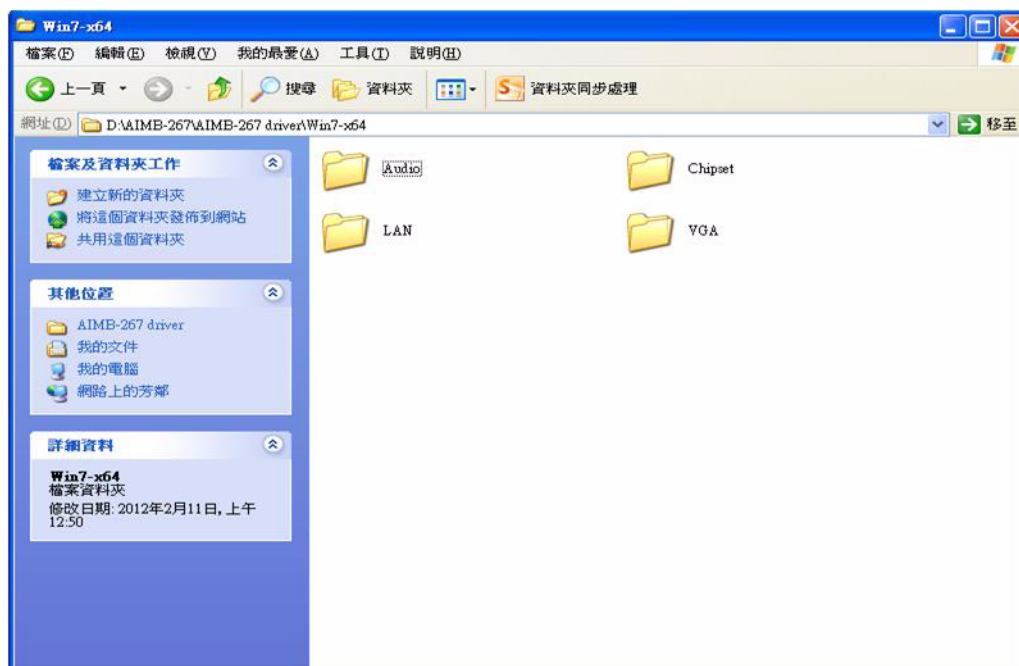 Win7-x64
檔案(F) 編輯(E) 檢視(V) 我的最愛(A) 工具(T) 說明(H)
上一頁 搜尋 資料夾 資料夾同步處理
網址(D) D:\AIMB-267\AIMB-267 driver\Win7-x64 移至
檔案及資料夾工作
建立新的資料夾
將這個資料夾發佈到網站
共用這個資料夾
其他位置
AIMB-267 driver
我的文件
我的電腦
網路上的芳鄰
詳細資料
Win7-x64
檔案資料夾
修改日期: 2012年2月11日, 上午
12:50
Audio Chipset
LAN VGA